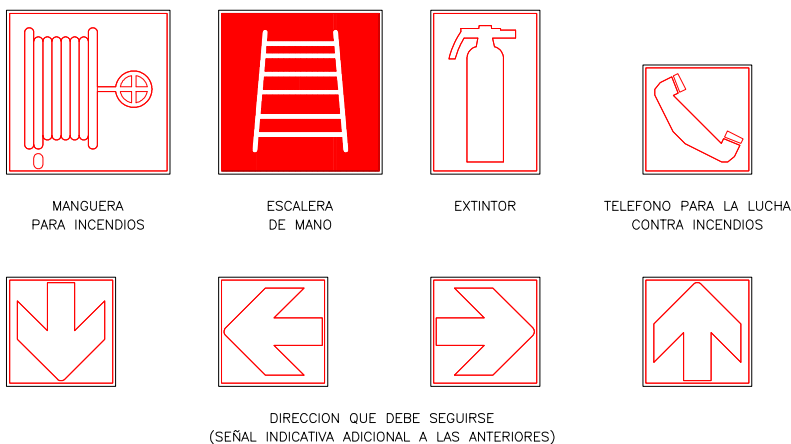 MANGUERA
PARA INCENDIOS
ESCALERA
DE MANO
EXTINTOR
TELEFONO PARA LA LUCHA
CONTRA INCENDIOS
DIRECCION QUE DEBE SEGUIRSE
(SEÑAL INDICATIVA ADICIONAL A LAS ANTERIORES)